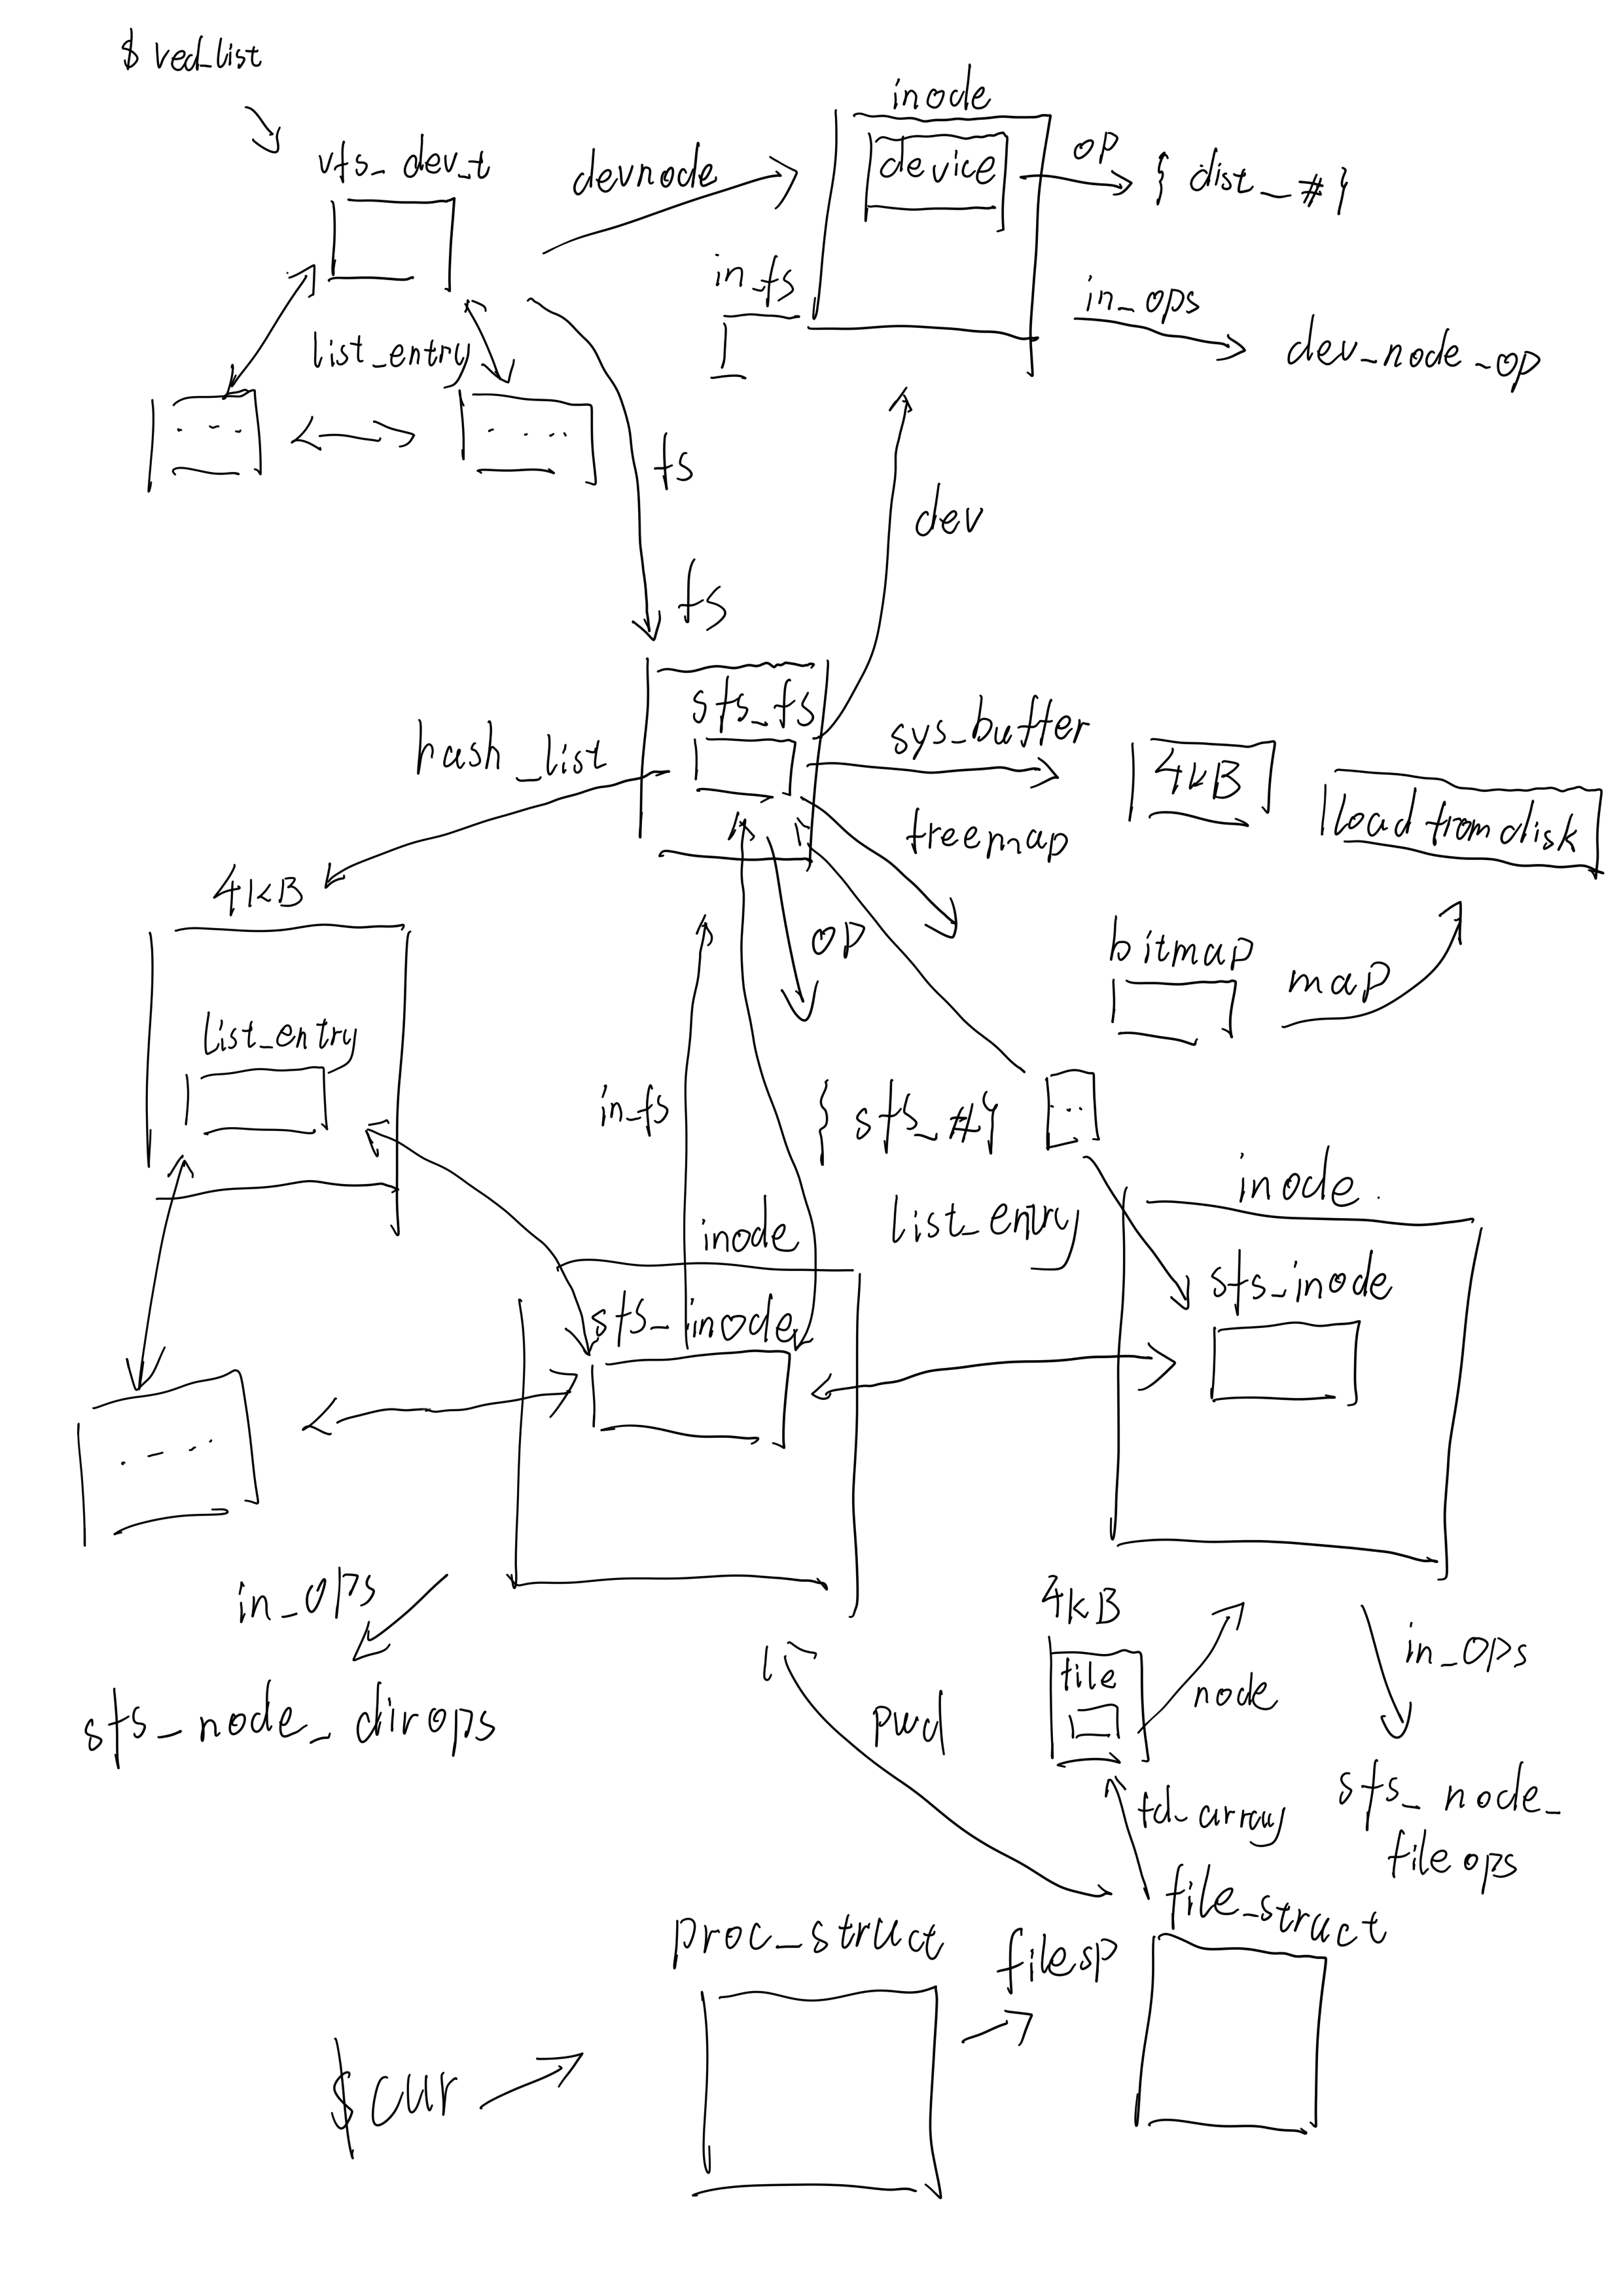 $ ved_list
inode
vfs_dev_t
devnode
device
op
{ dist_#}
in_fs
in_ops
list_entry
dev_node_op
fs
dev
fs
sfs_fs
hash_list
sys_buffer
4kB
load from disk
freemap
4kB
op
bitmap
map
list_entry
in_fs
{ sfs_#}
inode
list_entry
inode
sfs_inode
sfs_inode
in_ops
4kB
file
node
in_ops
sfs_node_dirops
pwd
fd_array
sfs_node_
fileops
file_struct
proc_struct
filesp
$cur